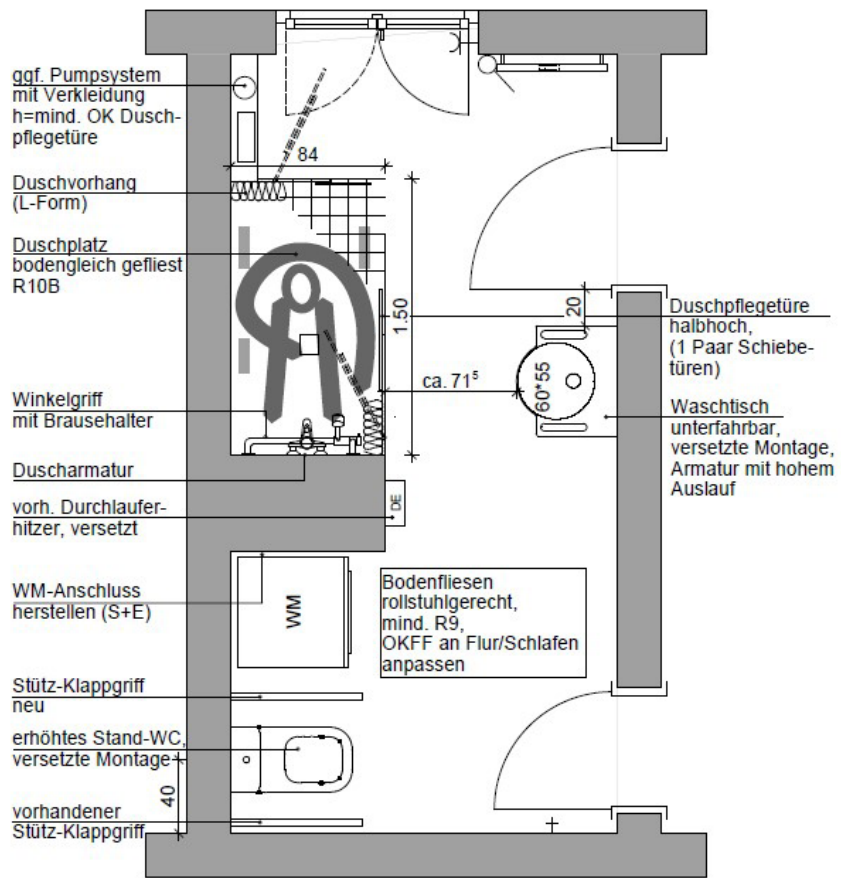 ggf. Pumpsystem
mit Verkleidung
h=mind. OK Dusch-
pflegetüre
84
Duschvorhang
(L-Form)
Duschplatz
bodengleich gefliest
R10B
1.50
20
Duschpflegetüre
halbhoch,
(1 Paar Schiebe-
türen)
ca. 71⁵
60*55
Winkelgriff
mit Brausehalter
Waschtisch
unterfahrbar,
versetzte Montage,
Armatur mit hohem
Auslauf
Duscharmatur
vorh. Durchlauferh-
hitzer, versetzt
DE
WM-Anschluss
herstellen (S+E)
WM
Bodenfliesen
rollstuhlgerecht,
mind. R9,
OKFF an Flur/Schlafen
anpassen
Stütz-Klappgriff
neu
erhöhtes Stand-WC,
versetzte Montage
40
vorhandener
Stütz-Klappgriff